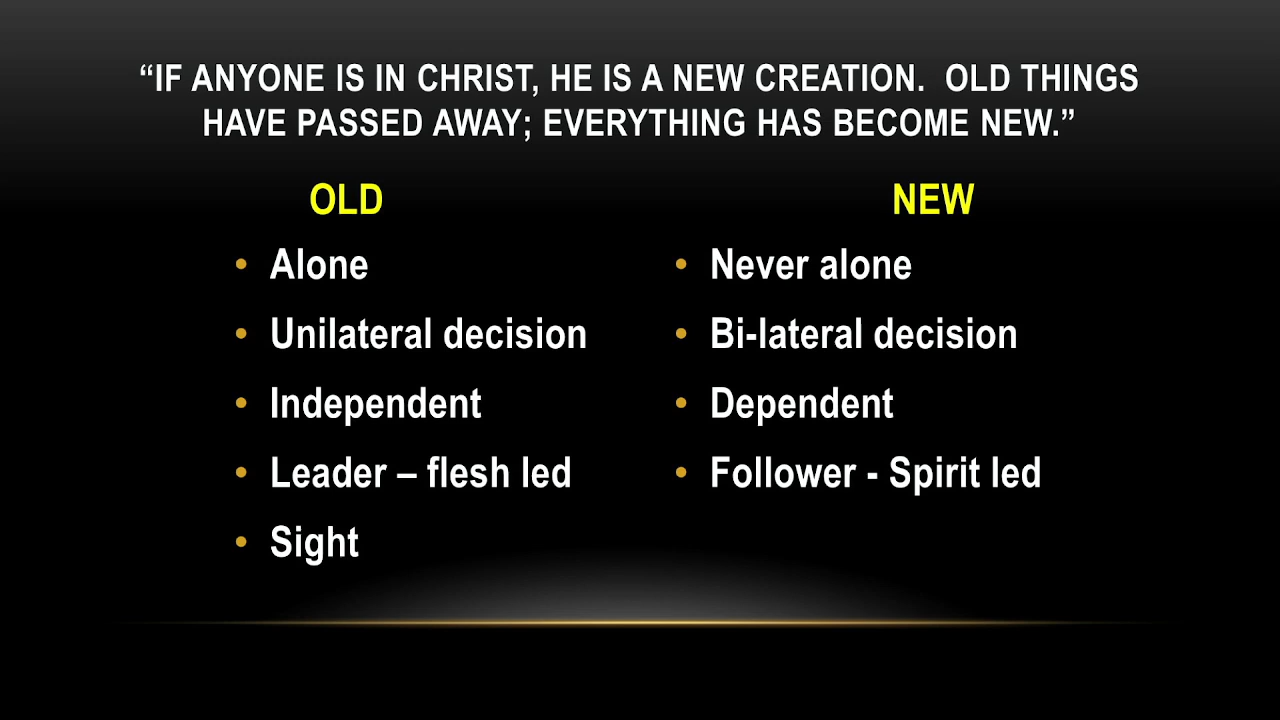 “IF ANYONE IS IN CHRIST, HE IS A NEW CREATION.  OLD THINGS
HAVE PASSED AWAY; EVERYTHING HAS BECOME NEW.”
OLD
• Alone
• Unilateral decision
• Independent
• Leader – flesh led
• Sight
NEW
• Never alone
• Bi-lateral decision
• Dependent
• Follower - Spirit led